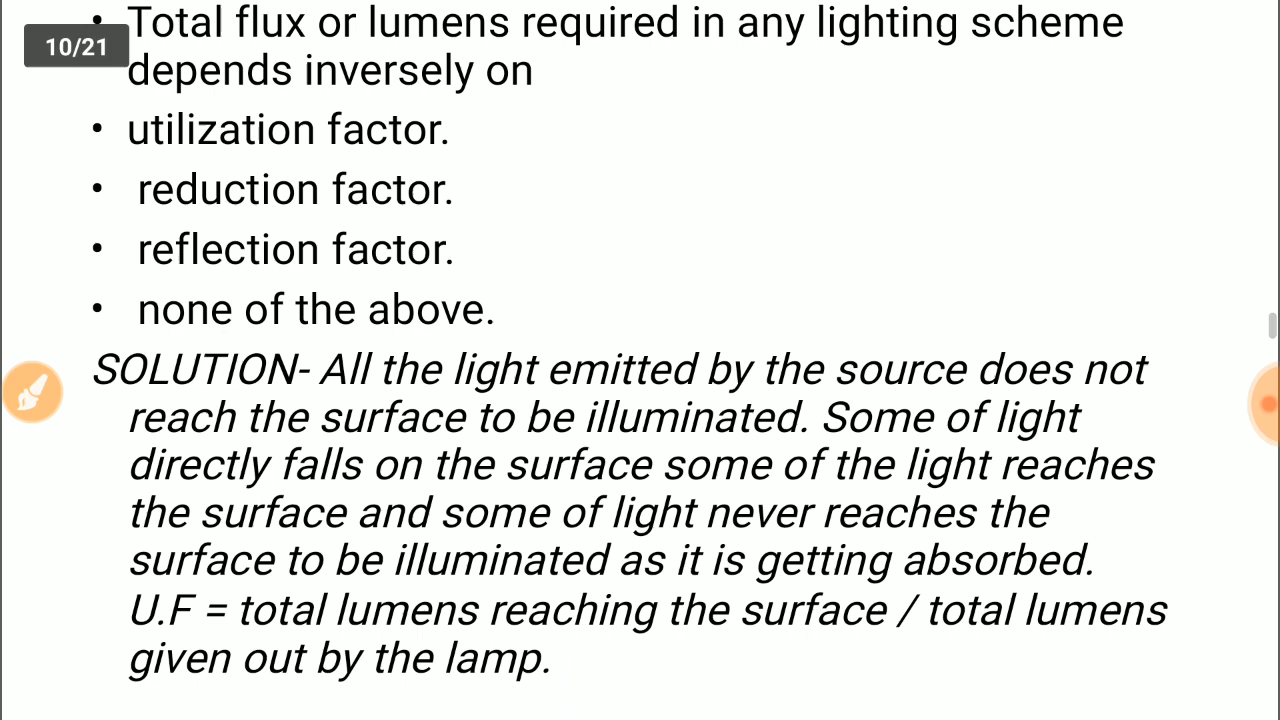 • Total flux or lumens required in any lighting scheme
10/21
depends inversely on
• utilization factor.
• reduction factor.
• reflection factor.
• none of the above.
SOLUTION- All the light emitted by the source does not
reach the surface to be illuminated. Some of light
directly falls on the surface some of the light reaches
the surface and some of light never reaches the
surface to be illuminated as it is getting absorbed.
U.F = total lumens reaching the surface / total lumens
given out by the lamp.